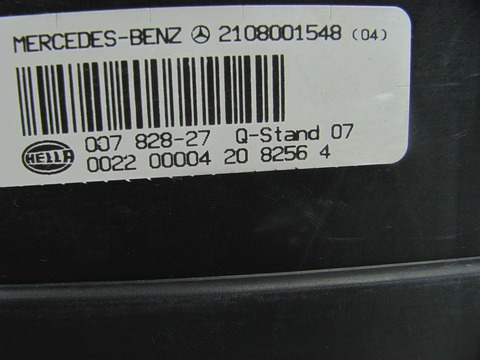 MERCEDES-BENZ 2108001548 (04)
007 828-27 Q-Stand 07
HELLA 0022 00004 20 8256 4